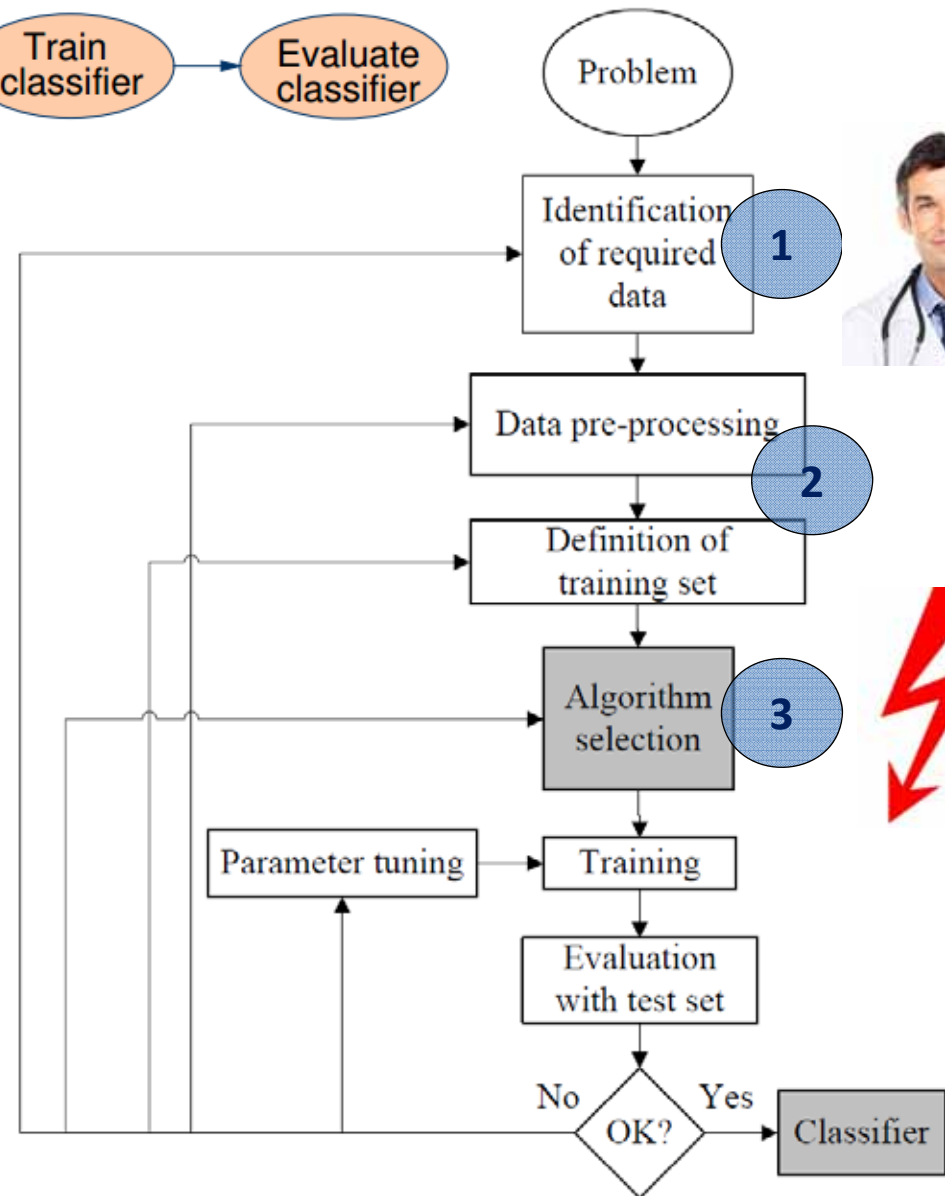 Train
classifier
Evaluate
classifier
Problem
Identification
of required
data
1
Data pre-processing
2
Definition of
training set
Algorithm
selection
3
Parameter tuning
Training
Evaluation
with test set
No
OK?
Yes
Classifier